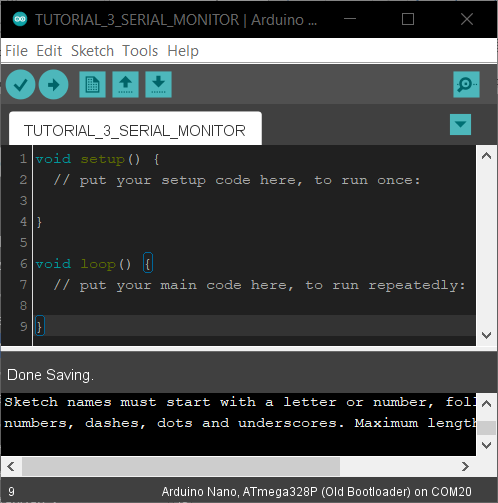 TUTORIAL_3_SERIAL_MONITOR | Arduino ...
File Edit Sketch Tools Help
TUTORIAL_3_SERIAL_MONITOR
1 void setup() {
2 // put your setup code here, to run once:
3
4 }
5
6 void loop() {
7 // put your main code here, to run repeatedly:
8
9 }
Done Saving.
Sketch names must start with a letter or number, foll
numbers, dashes, dots and underscores. Maximum length
9 Arduino Nano, ATmega328P (Old Bootloader) on COM20